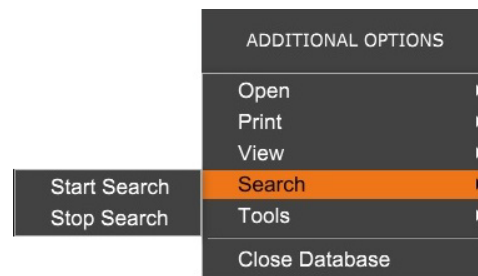 ADDITIONAL OPTIONS
Open
Print
View
Search
Start Search
Stop Search
Tools
Close Database